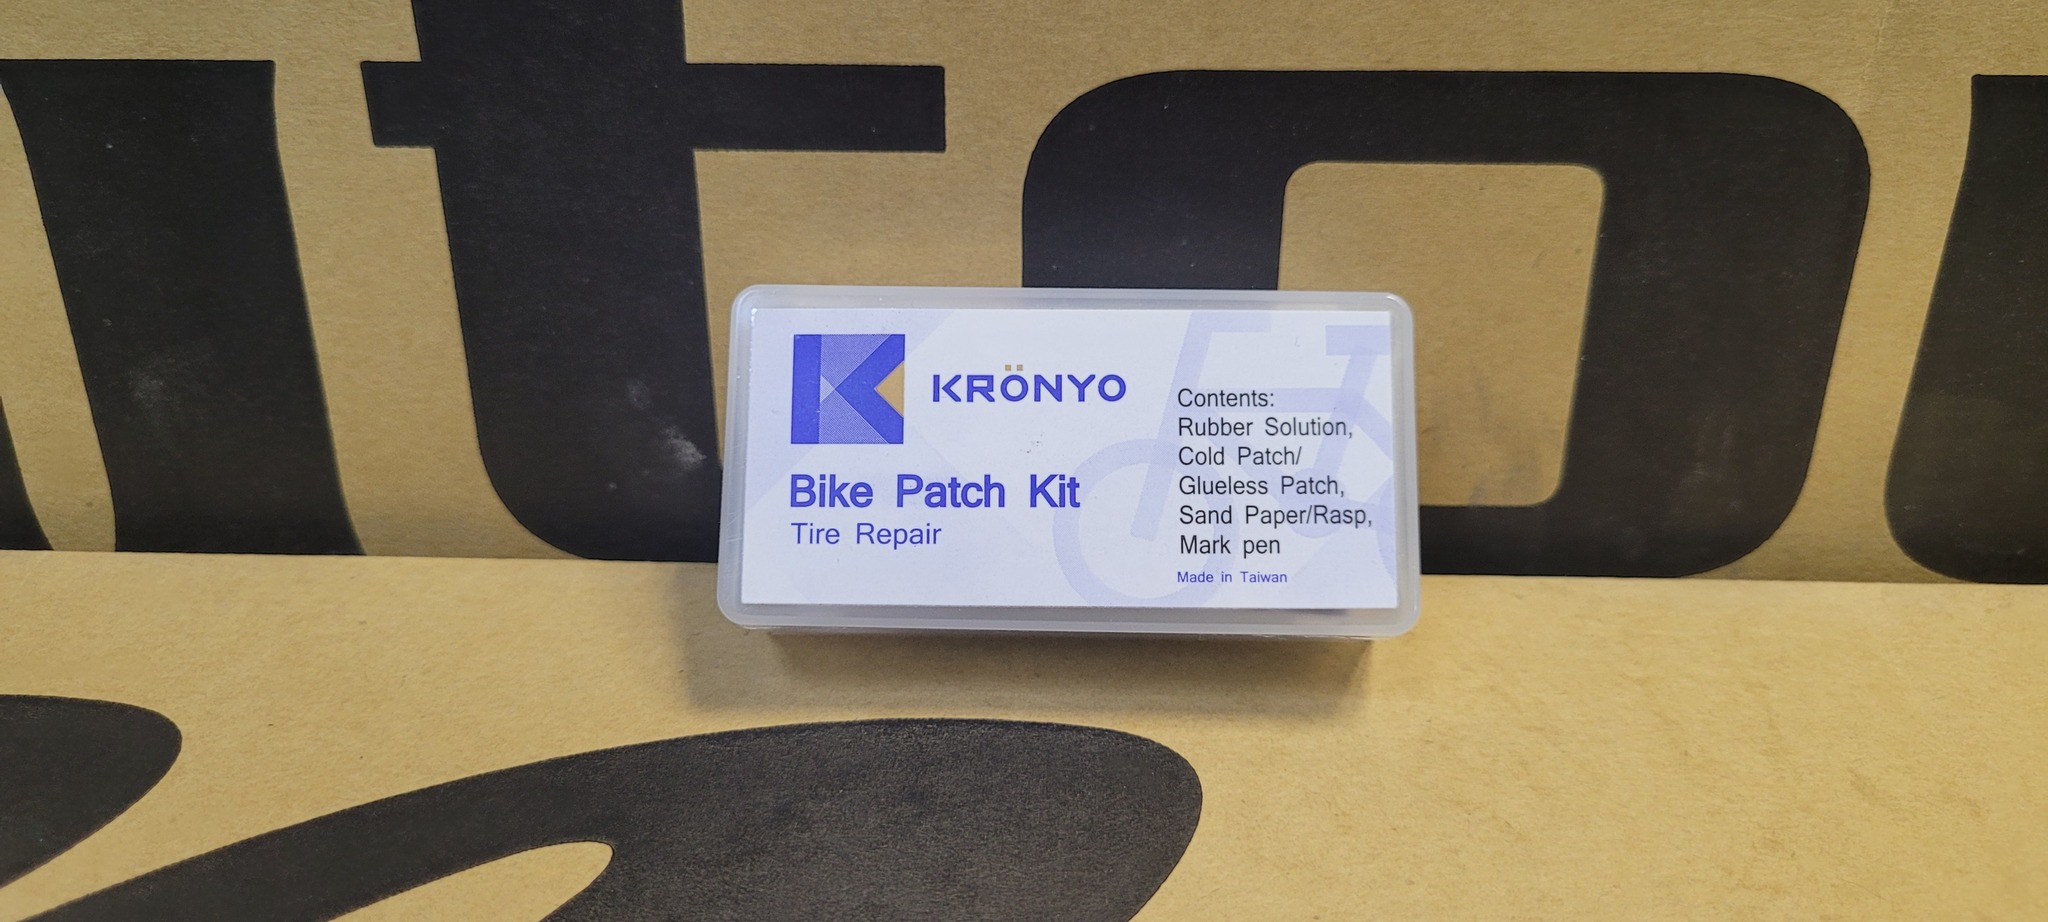 KRÖNYO
Bike Patch Kit
Tire Repair
Contents:
Rubber Solution,
Cold Patch/
Glueless Patch,
Sand Paper/Rasp,
Mark pen
Made in Taiwan